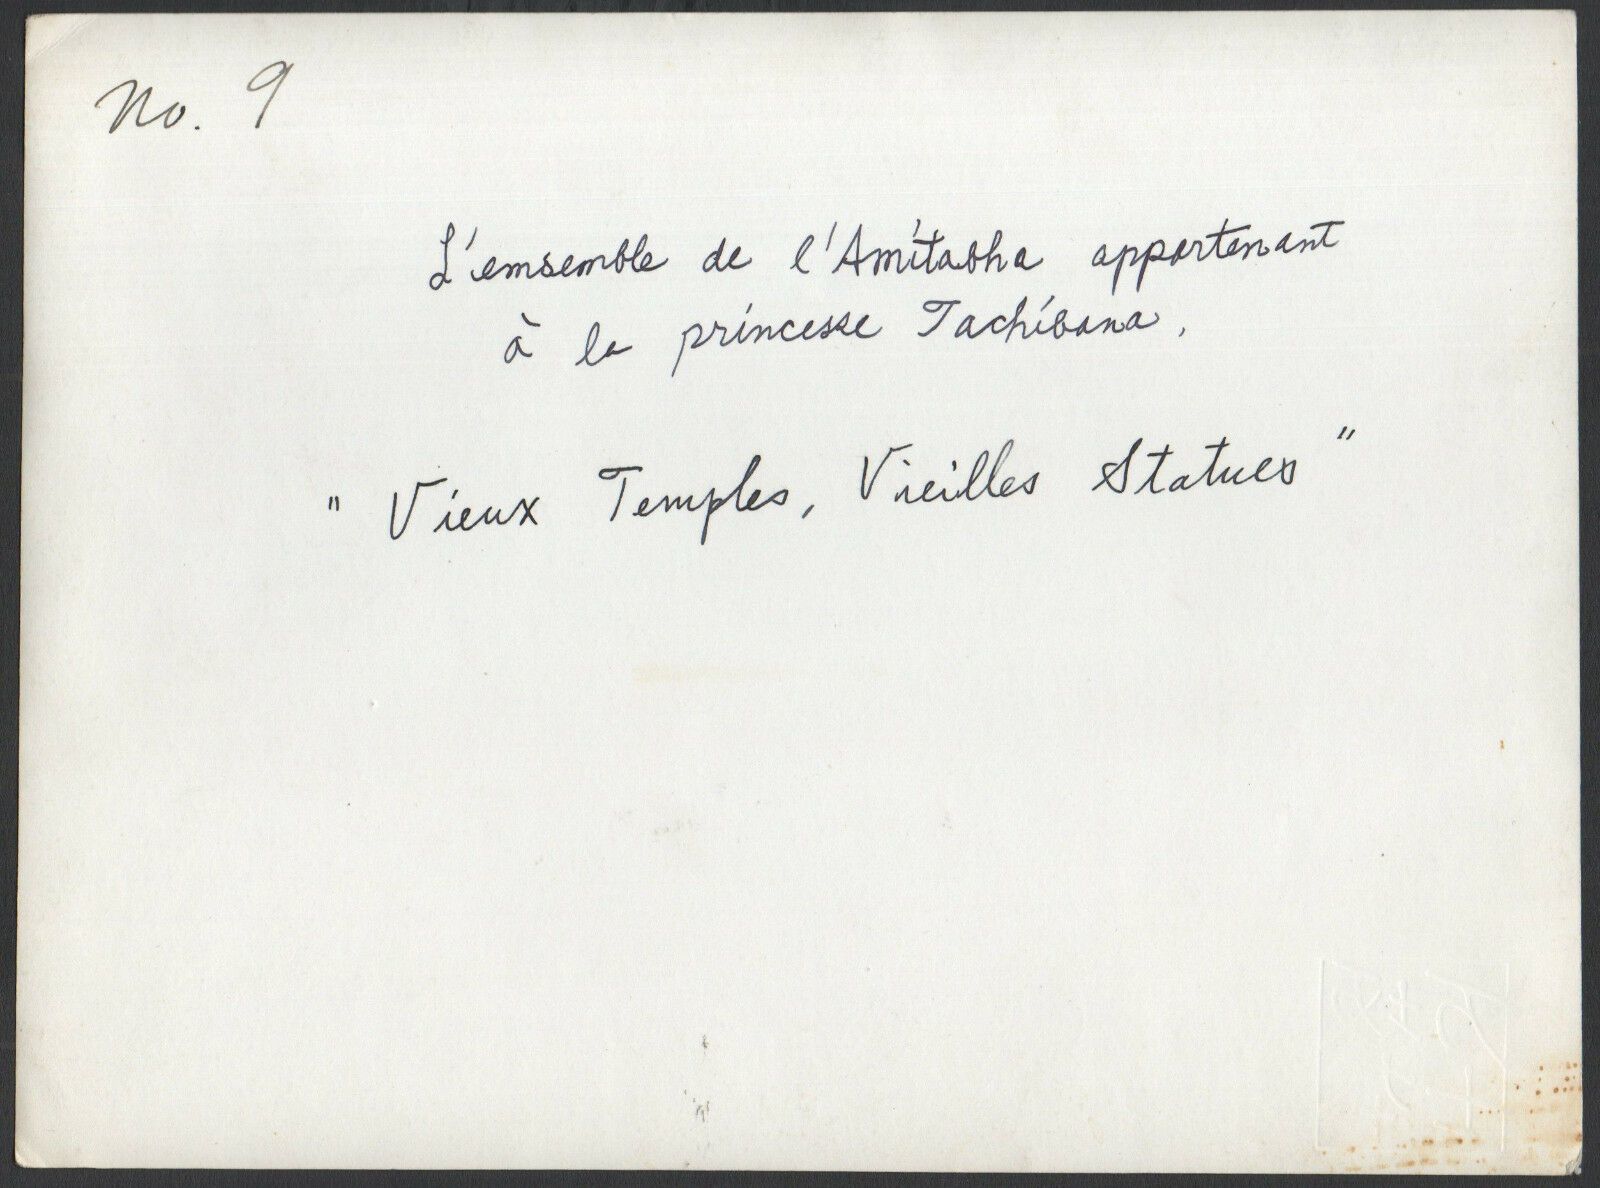 No. 9
L'emsemble de l'Amitabha appartenant
à la princesse Tachibana.
" Vieux Temples, Vieilles Statues "